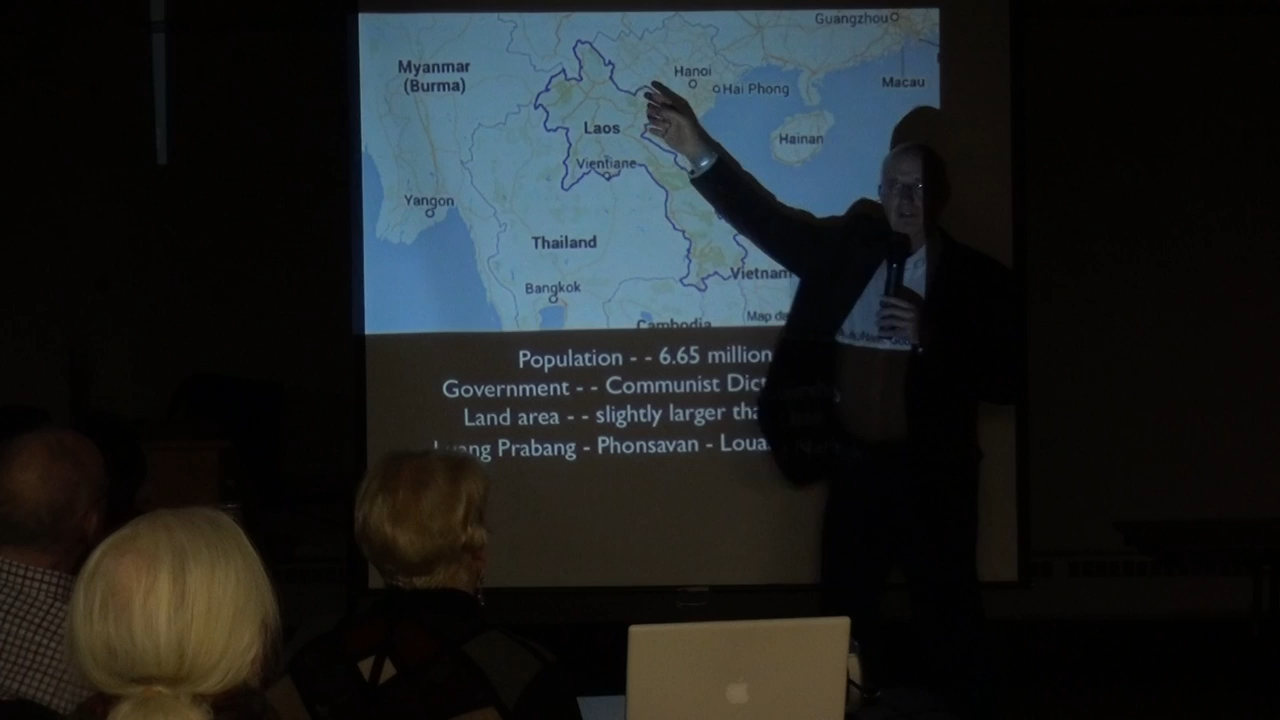 Guangzhou
Myanmar
(Burma)
Hanoi
Hai Phong
Macau
Laos
Hainan
Vientiane
Yangon
Thailand
Vietnam
Bangkok
Cambodia
Map da
Population - - 6.65 million
Government - - Communist Dict
Land area - - slightly larger tha
Luang Prabang - Phonsavan - Loua